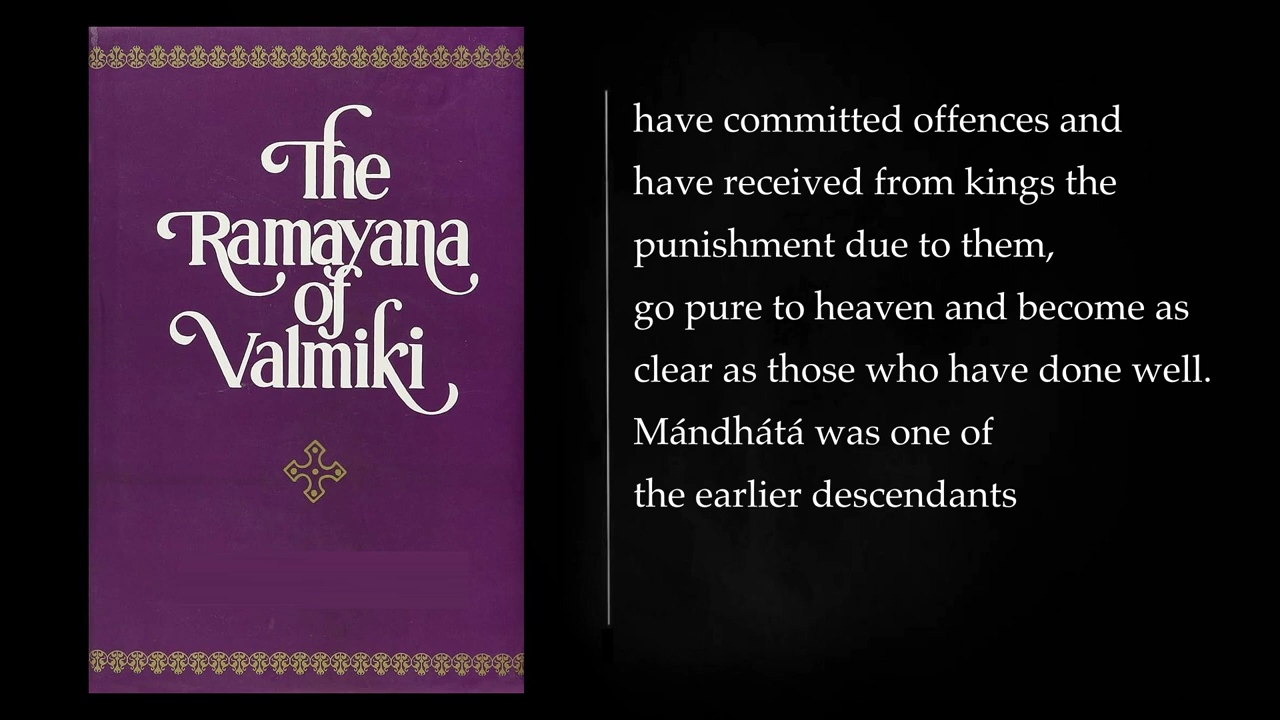 The
Ramayana
of
Valmiki
have committed offences and
have received from kings the
punishment due to them,
go pure to heaven and become as
clear as those who have done well.
Mándhátá was one of
the earlier descendants